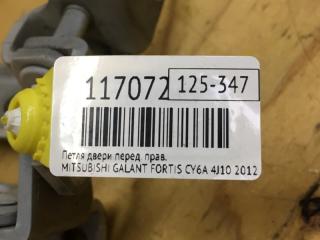 117072 125-347
Петля двери перед. прав.
MITSUBISHI GALANT FORTIS CY6A 4J10 2012